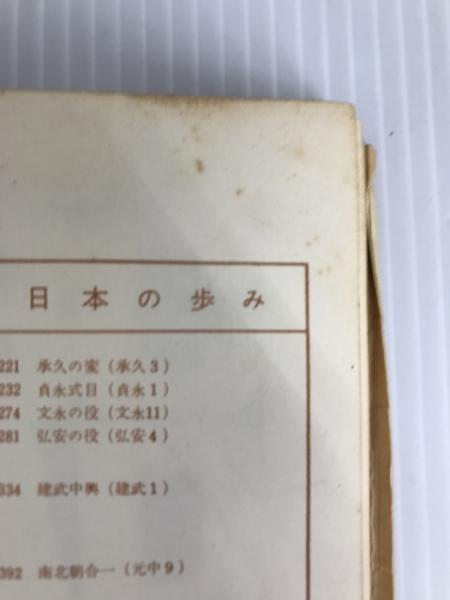 日本の歩み
221 承久の変(承久3)
232 貞永式目(貞永1)
274 文永の役(文永11)
281 弘安の役(弘安4)
334 建武中興(建武1)
392 南北朝合一(元中9)